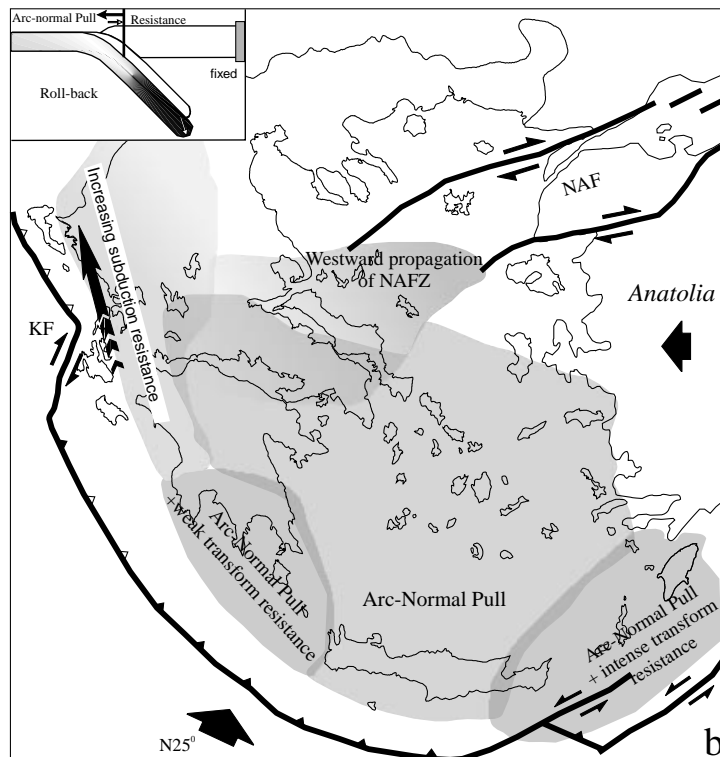 Arc-normal Pull
Resistance
fixed
Roll-back
NAF
Increasing subduction resistance
Westward propagation
of NAFZ
Anatolia
KF
Arc-Normal Pull
+weak transform resistance
Arc-Normal Pull
Arc-Normal Pull
+ intense transform
resistance
N25⁰
b